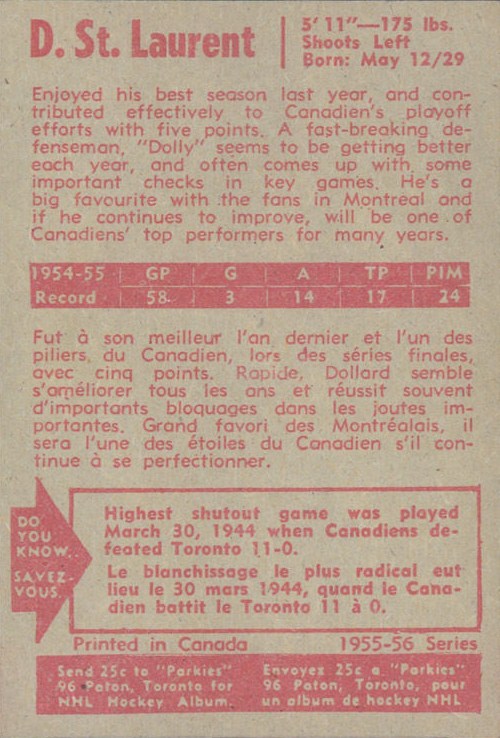 D. St. Laurent
5' 11"—175 lbs.
Shoots Left
Born: May 12/29
Enjoyed his best season last year, and con-
tributed effectively to Canadien's playoff
efforts with five points. A fast-breaking de-
fenseman, "Dolly" seems to be getting better
each year, and often comes up with some
important checks in key games. He's a
big favourite with the fans in Montreal and
if he continues to improve, will be one of
Canadiens' top performers for many years.
1954-55 | GP | G | A | TP | PIM
Record | 58 | 3 | 14 | 17 | 24
Fut à son meilleur l'an dernier et l'un des
piliers du Canadien, lors des séries finales,
avec cinq points. Rapide, Dollard semble
s'améliorer tous les ans et réussit souvent
d'importants bloquages dans les joutes im-
portantes. Grand favori des Montréalais, il
sera l'une des étoiles du Canadien s'il con-
tinue à se perfectionner.
DO
YOU
KNOW...
SAVEZ-
VOUS.
Highest shutout game was played
March 30, 1944 when Canadiens de-
feated Toronto 11-0.
Le blanchissage le plus radical eut
lieu le 30 mars 1944, quand le Cana-
dien battit le Toronto 11 à 0.
Printed in Canada
1955-56 Series
Send 25c to "Parkies"
96 Paton, Toronto for
NHL Hockey Album.
Envoyez 25c a "Parkies"
96 Paton, Toronto, pour
un album de hockey NHL